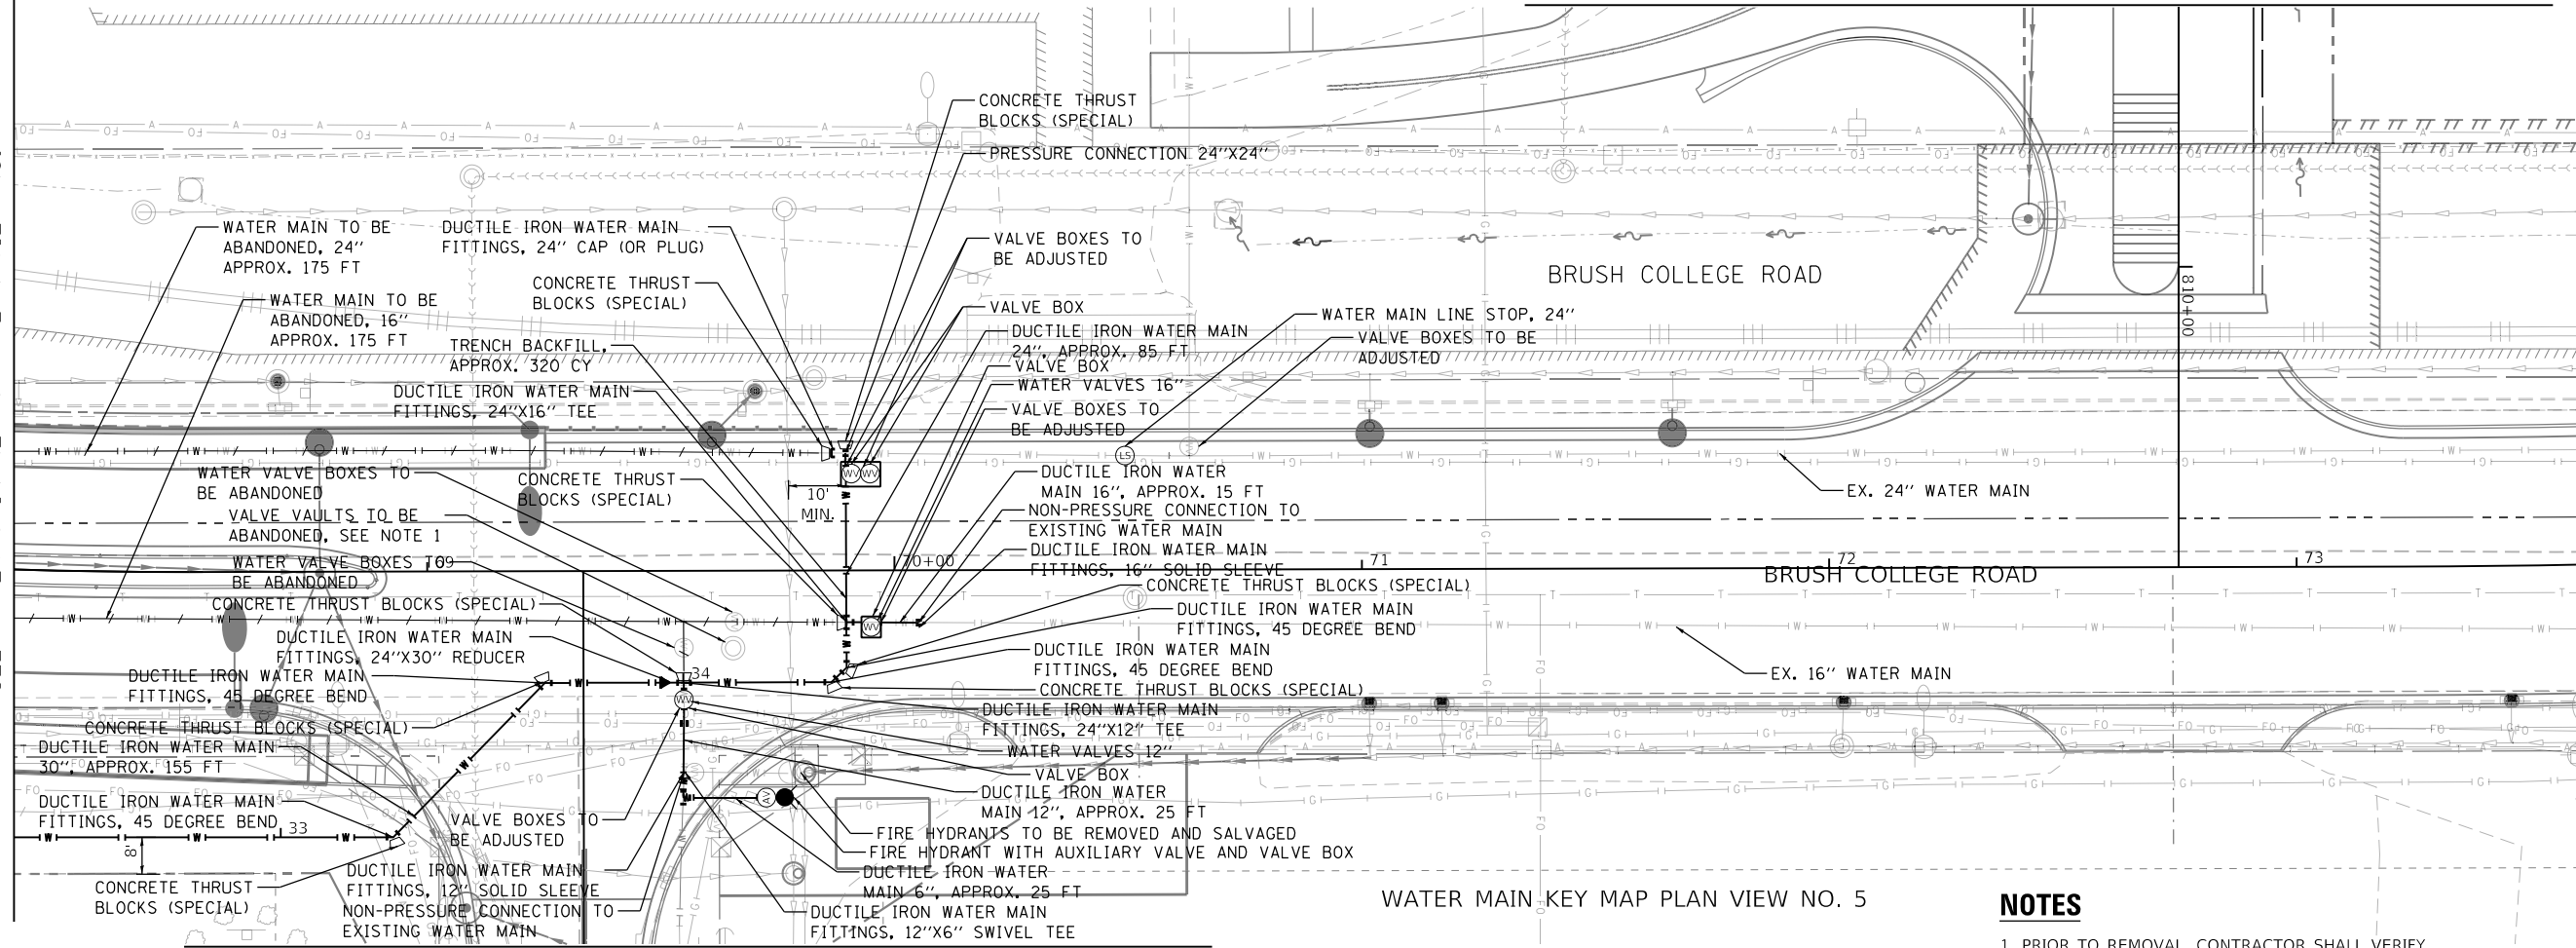 CONCRETE THRUST
BLOCKS (SPECIAL)
PRESSURE CONNECTION 24"X24"
WATER MAIN TO BE
ABANDONED, 24"
APPROX. 175 FT
DUCTILE IRON WATER MAIN
FITTINGS, 24" CAP (OR PLUG)
VALVE BOXES TO
BE ADJUSTED
BRUSH COLLEGE ROAD
810+00
CONCRETE THRUST
BLOCKS (SPECIAL)
WATER MAIN TO BE
ABANDONED, 16"
APPROX. 175 FT
VALVE BOX
WATER MAIN LINE STOP, 24"
DUCTILE IRON WATER MAIN
24", APPROX. 85 FT
VALVE BOXES TO BE
ADJUSTED
TRENCH BACKFILL,
APPROX. 320 CY
VALVE BOX
WATER VALVES 16"
DUCTILE IRON WATER MAIN
FITTINGS, 24"X16" TEE
VALVE BOXES TO
BE ADJUSTED
LS
WV WV
WATER VALVE BOXES TO
BE ABANDONED
CONCRETE THRUST
BLOCKS (SPECIAL)
10'
MIN.
DUCTILE IRON WATER
MAIN 16", APPROX. 15 FT
EX. 24" WATER MAIN
VALVE VAULTS TO BE
ABANDONED, SEE NOTE 1
NON-PRESSURE CONNECTION TO
EXISTING WATER MAIN
WATER VALVE BOXES TO
BE ABANDONED
69
70+00
71
72
73
DUCTILE IRON WATER MAIN
FITTINGS, 16" SOLID SLEEVE
BRUSH COLLEGE ROAD
CONCRETE THRUST BLOCKS (SPECIAL)
CONCRETE THRUST BLOCKS (SPECIAL)
DUCTILE IRON WATER MAIN
FITTINGS, 45 DEGREE BEND
WV
DUCTILE IRON WATER MAIN
FITTINGS, 24"X30" REDUCER
DUCTILE IRON WATER MAIN
FITTINGS, 45 DEGREE BEND
DUCTILE IRON WATER MAIN
FITTINGS, 45 DEGREE BEND
34
EX. 16" WATER MAIN
CONCRETE THRUST BLOCKS (SPECIAL)
WV
DUCTILE IRON WATER MAIN
FITTINGS, 24"X12" TEE
CONCRETE THRUST BLOCKS (SPECIAL)
DUCTILE IRON WATER MAIN
30", APPROX. 155 FT
WATER VALVES 12"
VALVE BOX
DUCTILE IRON WATER
MAIN 12", APPROX. 25 FT
AV
DUCTILE IRON WATER MAIN
FITTINGS, 45 DEGREE BEND
33
VALVE BOXES TO
BE ADJUSTED
FIRE HYDRANTS TO BE REMOVED AND SALVAGED
FIRE HYDRANT WITH AUXILIARY VALVE AND VALVE BOX
8'
DUCTILE IRON WATER
MAIN 6", APPROX. 25 FT
CONCRETE THRUST
BLOCKS (SPECIAL)
DUCTILE IRON WATER MAIN
FITTINGS, 12" SOLID SLEEVE
NON-PRESSURE CONNECTION TO
EXISTING WATER MAIN
DUCTILE IRON WATER MAIN
FITTINGS, 12"X6" SWIVEL TEE
WATER MAIN KEY MAP PLAN VIEW NO. 5
NOTES
1. PRIOR TO REMOVAL, CONTRACTOR SHALL VERIFY